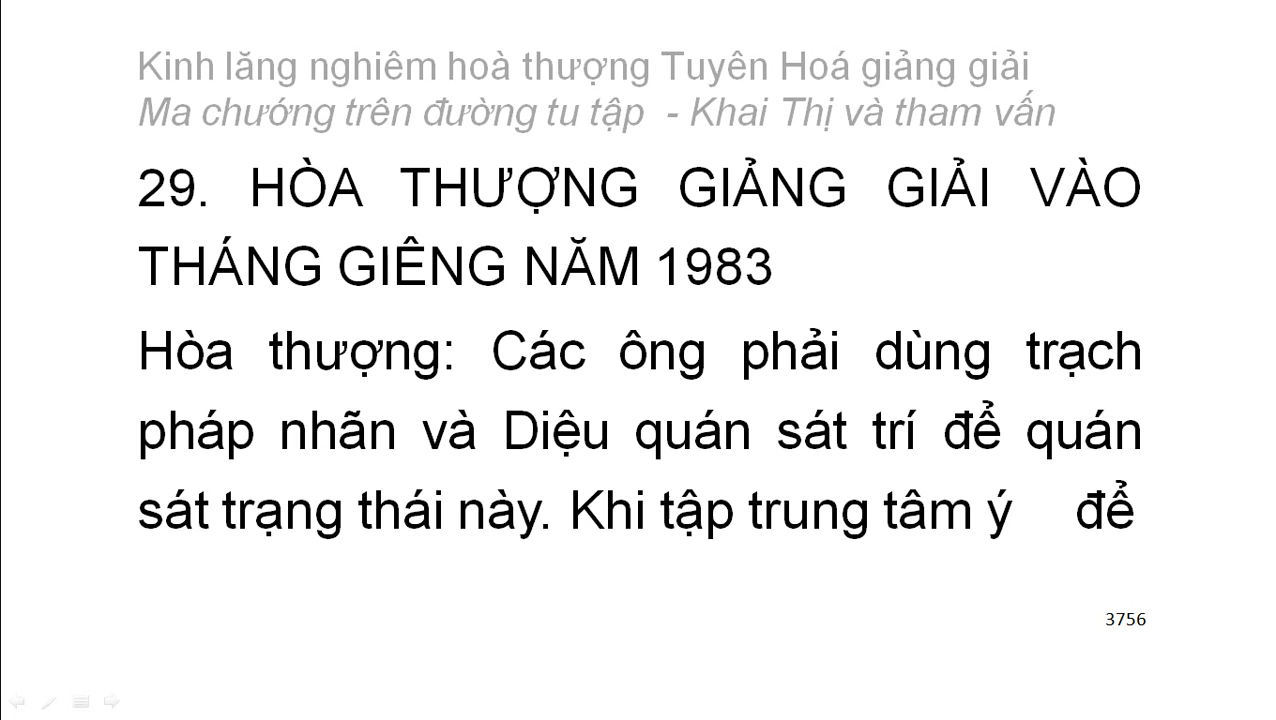 Kinh lăng nghiêm hoà thượng Tuyên Hoá giảng giải
Ma chướng trên đường tu tập - Khai Thị và tham vấn
29. HÒA THƯỢNG GIẢNG GIẢI VÀO
THÁNG GIÊNG NĂM 1983
Hòa thượng: Các ông phải dùng trạch
pháp nhãn và Diệu quán sát trí để quán
sát trạng thái này. Khi tập trung tâm ý để
3756